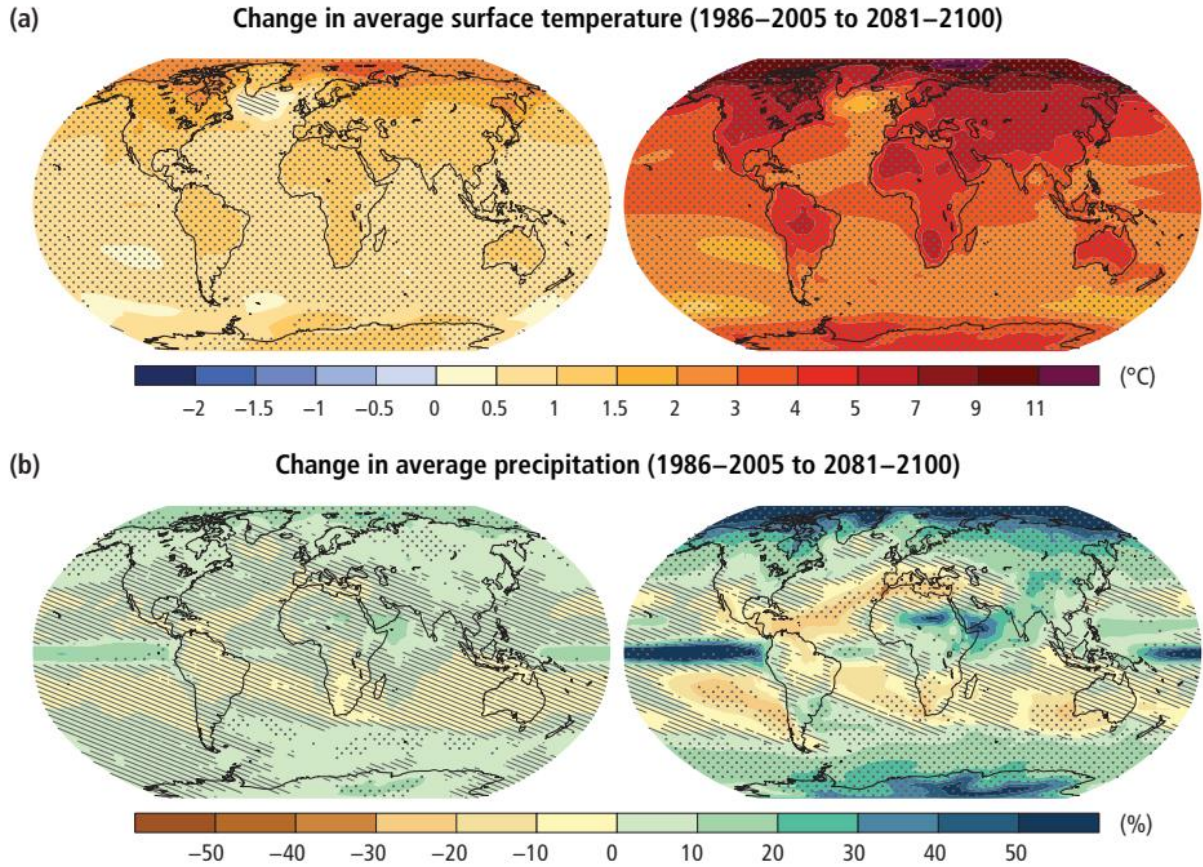 (a) Change in average surface temperature (1986–2005 to 2081–2100)
(°C)
−2 −1.5 −1 −0.5 0 0.5 1 1.5 2 3 4 5 7 9 11
(b) Change in average precipitation (1986–2005 to 2081–2100)
(%)
−50 −40 −30 −20 −10 0 10 20 30 40 50